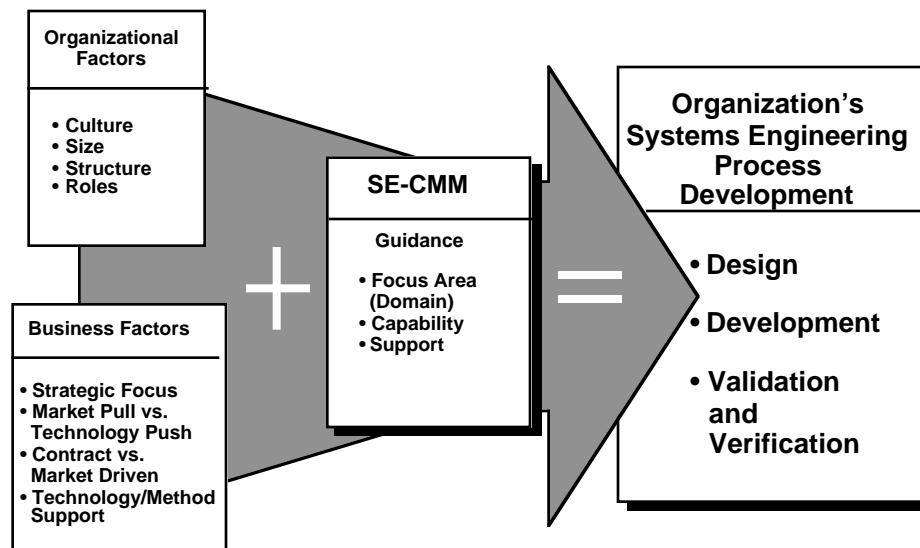 Organizational
Factors
• Culture
• Size
• Structure
• Roles
Business Factors
• Strategic Focus
• Market Pull vs.
Technology Push
• Contract vs.
Market Driven
• Technology/Method
Support
+
SE-CMM
Guidance
• Focus Area
(Domain)
• Capability
• Support
=
Organization’s
Systems Engineering
Process
Development
• Design
• Development
• Validation
and
Verification